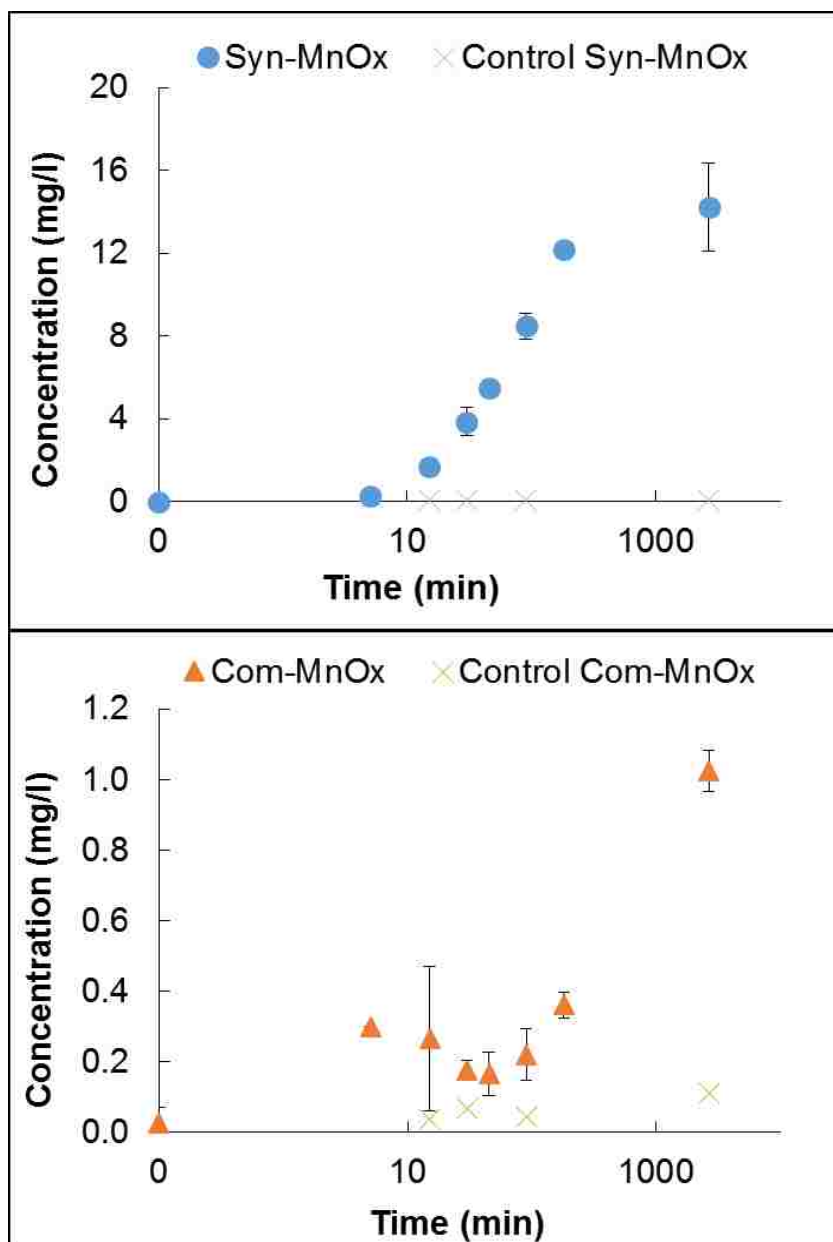 Syn-MnOx Control Syn-MnOx
20
16
12
8
4
0
Concentration (mg/l)
0 10 1000
Time (min)
Com-MnOx Control Com-MnOx
1.2
1.0
0.8
0.6
0.4
0.2
0.0
Concentration (mg/l)
0 10 1000
Time (min)